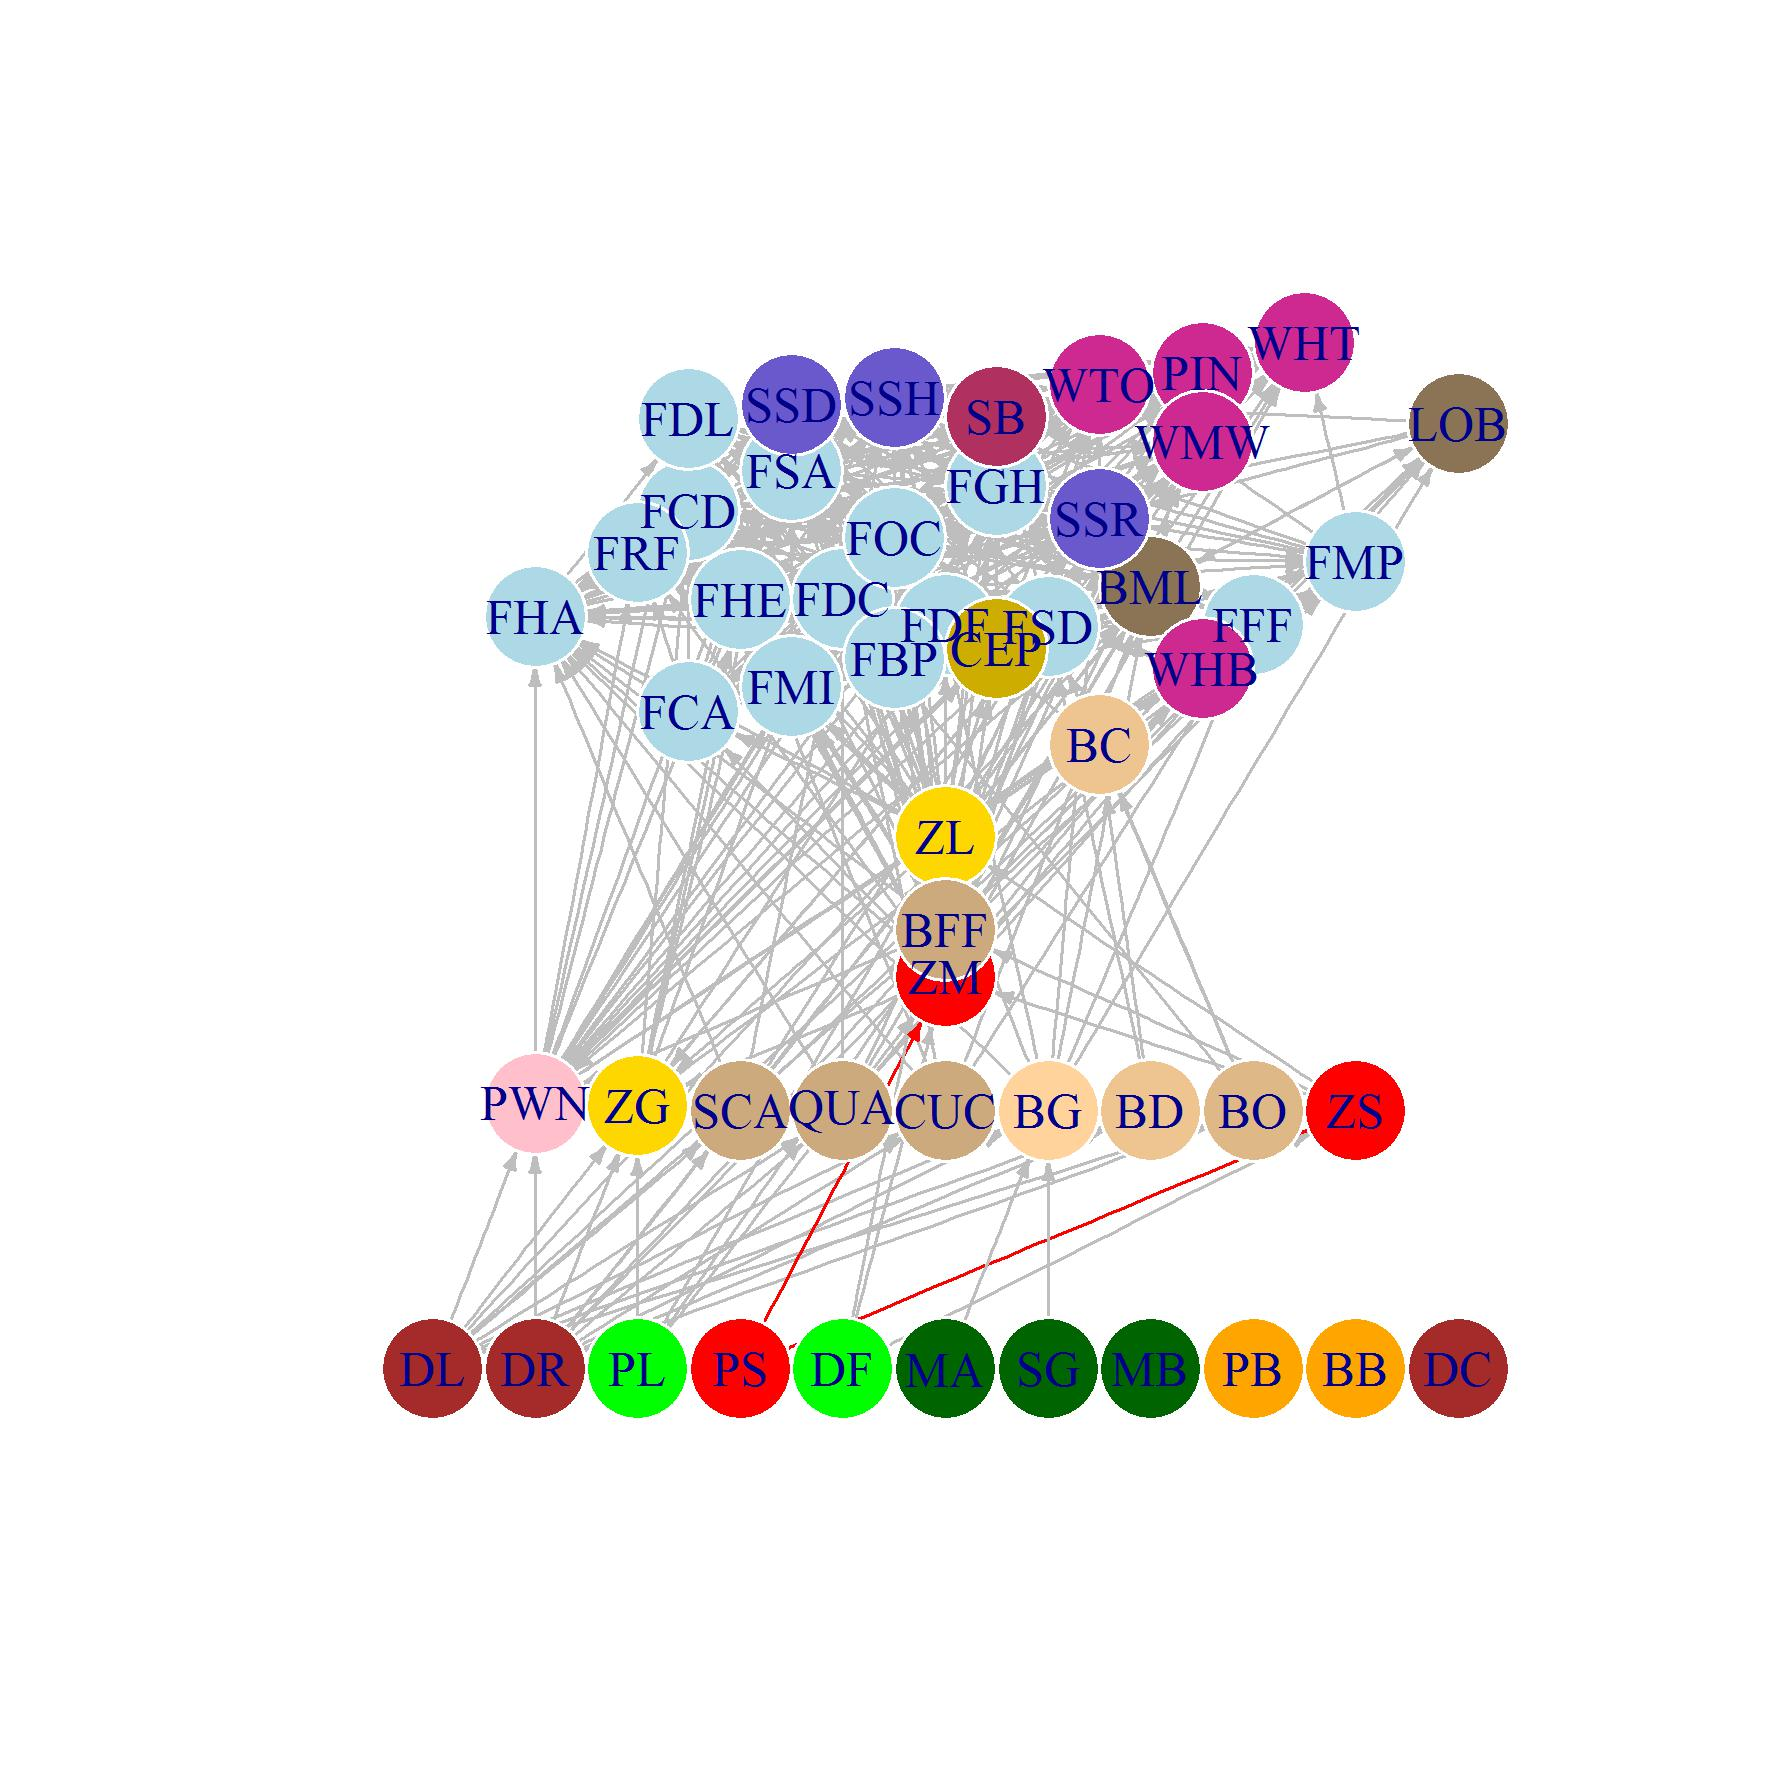 WHT
PIN
WTO
SSH
SSD
SB
FDL
LOB
WMW
FSA
FGH
FCD
SSR
FOC
FRF
FMP
BML
FHE
FDC
FHA
FDF
FSD
FFF
CEP
FBP
WHB
FMI
FCA
BC
ZL
BFF
ZM
PWN ZG SCA QUA CUC BG BD BO ZS
DL DR PL PS DF MA SG MB PB BB DC